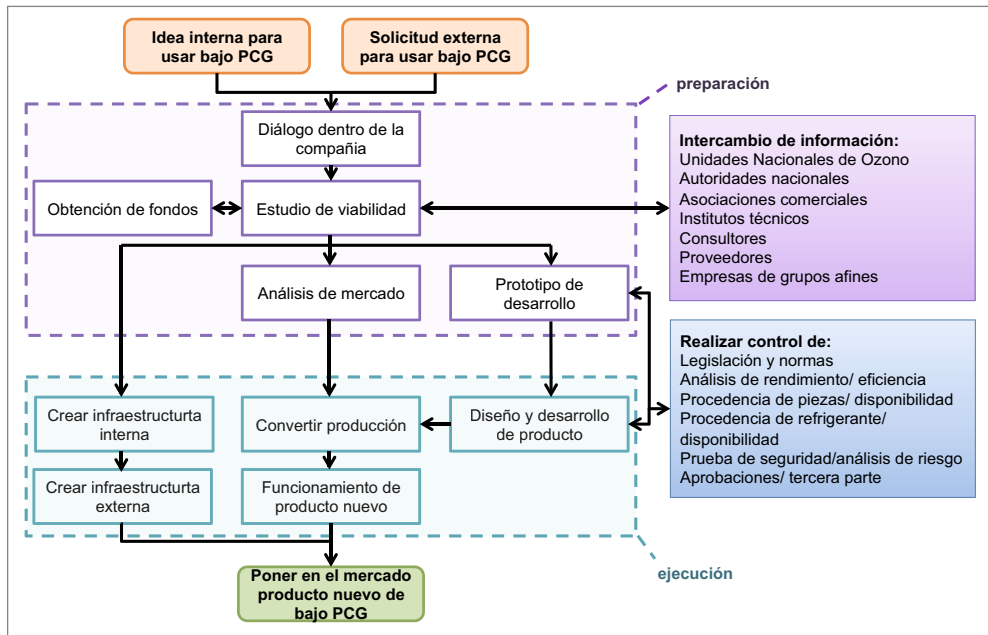 Idea interna para
usar bajo PCG
Solicitud externa
para usar bajo PCG
preparación
Diálogo dentro de la
compañia
Obtención de fondos
Estudio de viabilidad
Análisis de mercado
Prototipo de
desarrollo
Intercambio de información:
Unidades Nacionales de Ozono
Autoridades nacionales
Asociaciones comerciales
Institutos técnicos
Consultores
Proveedores
Empresas de grupos afines
Realizar control de:
Legislación y normas
Análisis de rendimiento/ eficiencia
Procedencia de piezas/ disponibilidad
Procedencia de refrigerante/
disponibilidad
Prueba de seguridad/análisis de riesgo
Aprobaciones/ tercera parte
Crear infraestructurta
interna
Convertir producción
Diseño y desarrollo
de producto
Crear infraestructurta
externa
Funcionamiento de
producto nuevo
ejecución
Poner en el mercado
producto nuevo de
bajo PCG